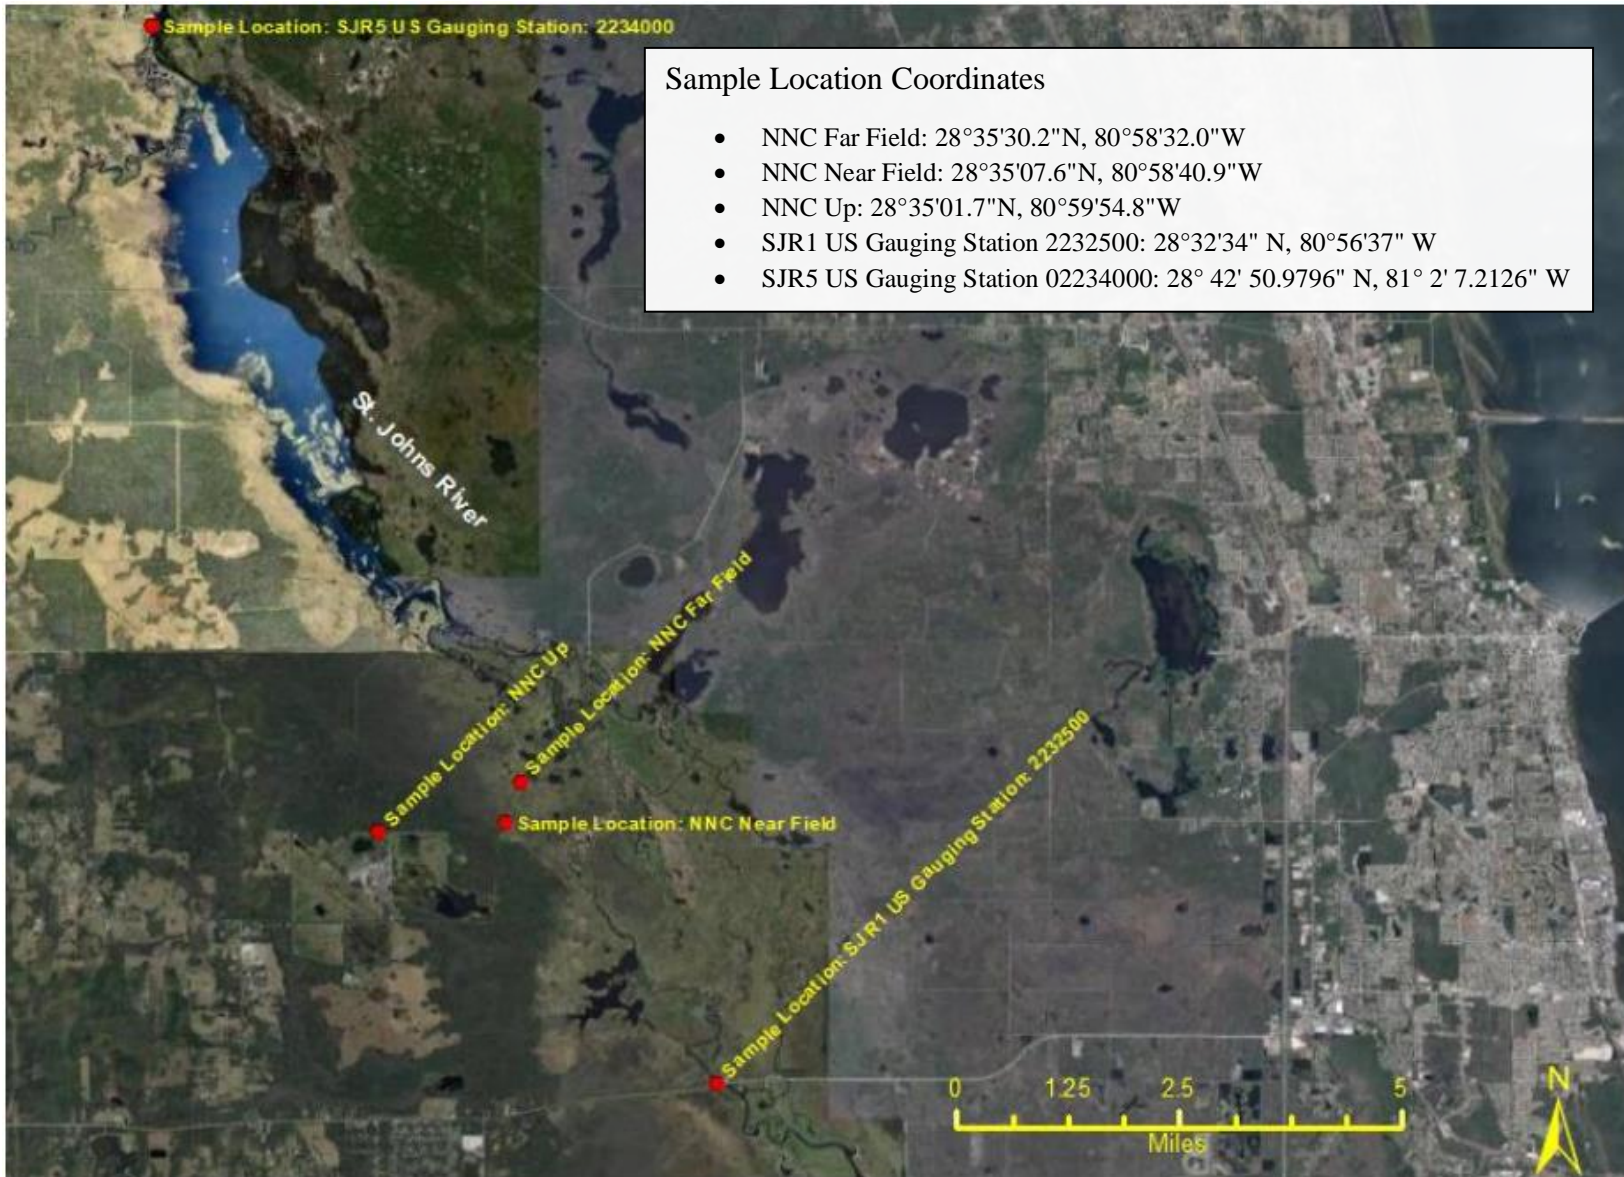 Sample Location: SJR5 US Gauging Station: 2234000
Sample Location Coordinates
• NNC Far Field: 28°35'30.2"N, 80°58'32.0"W
• NNC Near Field: 28°35'07.6"N, 80°58'40.9"W
• NNC Up: 28°35'01.7"N, 80°59'54.8"W
• SJR1 US Gauging Station 2232500: 28°32'34" N, 80°56'37" W
• SJR5 US Gauging Station 02234000: 28° 42' 50.9796" N, 81° 2' 7.2126" W
St. Johns River
Sample Location: NNC Far Field
Sample Location: NNC Up
Sample Location: NNC Near Field
Sample Location: SJR1 US Gauging Station: 2232500
0 1.25 2.5 5
Miles
N